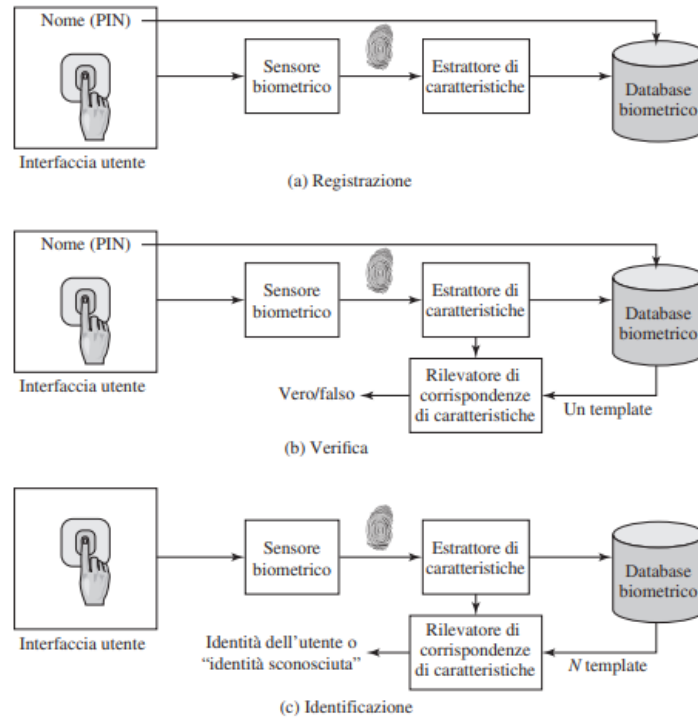 Nome (PIN)
Sensore
biometrico
Estrattore di
caratteristiche
Database
biometrico
Interfaccia utente
(a) Registrazione
Nome (PIN)
Sensore
biometrico
Estrattore di
caratteristiche
Database
biometrico
Interfaccia utente
Vero/falso
Rilevatore di
corrispondenze
di caratteristiche
Un template
(b) Verifica
Sensore
biometrico
Estrattore di
caratteristiche
Database
biometrico
Interfaccia utente
Identità dell’utente o
“identità sconosciuta”
Rilevatore di
corrispondenze
di caratteristiche
N template
(c) Identificazione